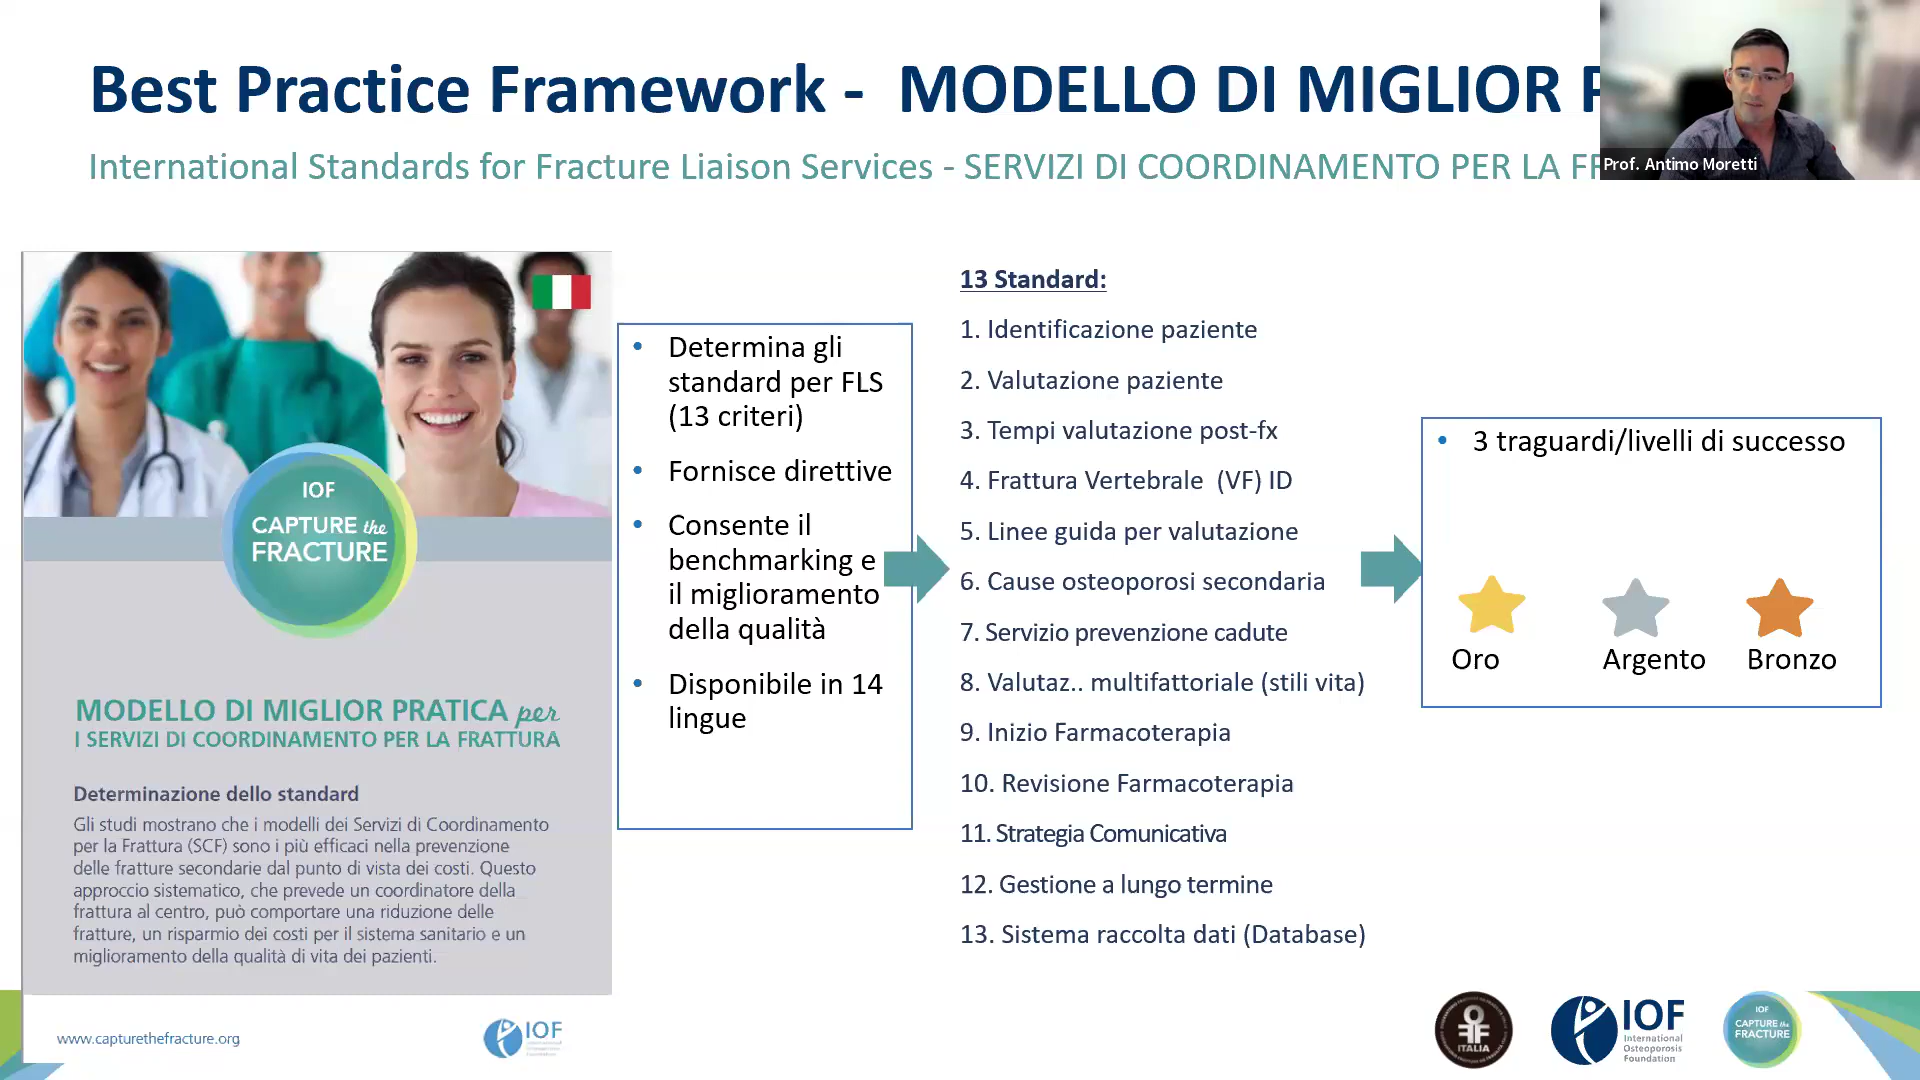 Best Practice Framework - MODELLO DI MIGLIOR
International Standards for Fracture Liaison Services - SERVIZI DI COORDINAMENTO PER LA
Prof. Antimo Moretti
IOF
CAPTURE the
FRACTURE
MODELLO DI MIGLIOR PRATICA per
I SERVIZI DI COORDINAMENTO PER LA FRATTURA
Determinazione dello standard
Gli studi mostrano che i modelli dei Servizi di Coordinamento
per la Frattura (SCF) sono i più efficaci nella prevenzione
delle fratture secondarie dal punto di vista dei costi. Questo
approccio sistematico, che prevede un coordinatore della
frattura al centro, può comportare una riduzione delle
fratture, un risparmio dei costi per il sistema sanitario e un
miglioramento della qualità di vita dei pazienti.
www.capturethefracture.org
IOF
• Determina gli
standard per FLS
(13 criteri)
• Fornisce direttive
• Consente il
benchmarking e
il miglioramento
della qualità
• Disponibile in 14
lingue
13 Standard:
1. Identificazione paziente
2. Valutazione paziente
3. Tempi valutazione post-fx
4. Frattura Vertebrale (VF) ID
5. Linee guida per valutazione
6. Cause osteoporosi secondaria
7. Servizio prevenzione cadute
8. Valutaz.. multifattoriale (stili vita)
9. Inizio Farmacoterapia
10. Revisione Farmacoterapia
11. Strategia Comunicativa
12. Gestione a lungo termine
13. Sistema raccolta dati (Database)
• 3 traguardi/livelli di successo
Oro
Argento
Bronzo
ITALIA
IOF
International
Osteoporosis
Foundation
IOF
CAPTURE the
FRACTURE